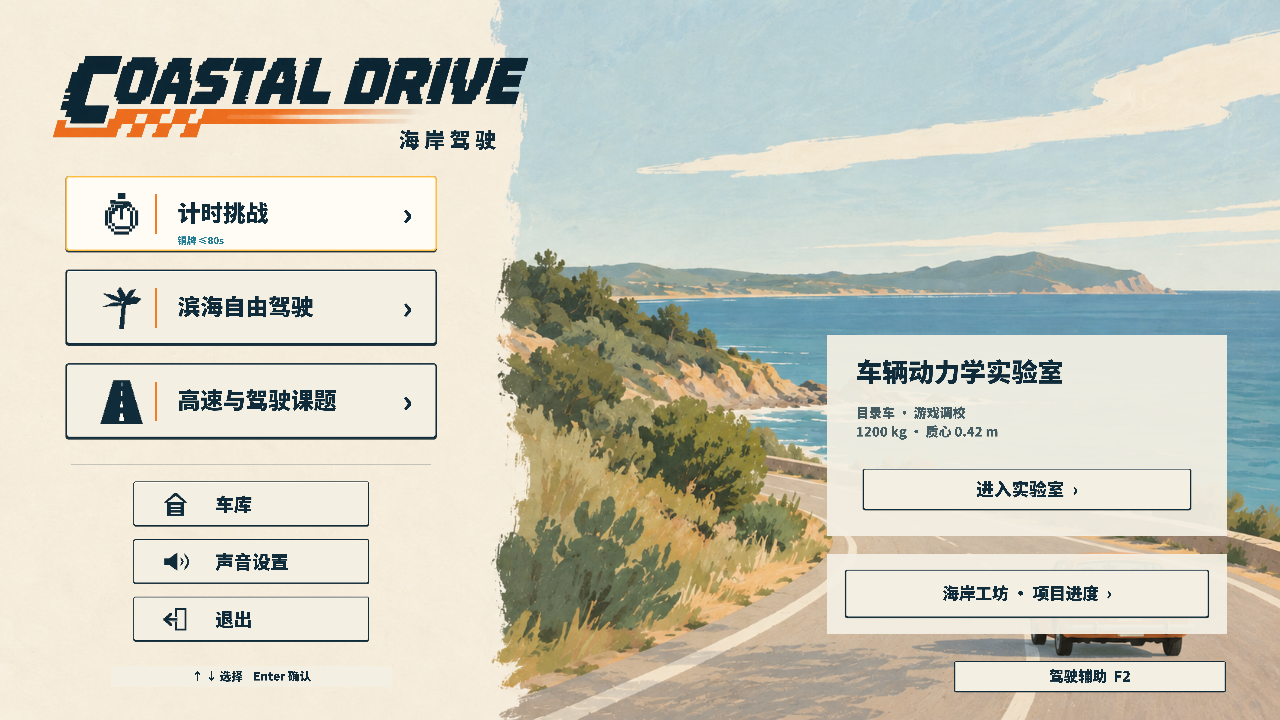 COASTAL DRIVE
海岸驾驶
计时挑战 ›
铜牌 ≤80s
滨海自由驾驶 ›
高速与驾驶课题 ›
车库
声音设置
退出
↑ ↓ 选择 Enter 确认
车辆动力学实验室
目录车 · 游戏调校
1200 kg · 质心 0.42 m
进入实验室 ›
海岸工坊 · 项目进度 ›
驾驶辅助 F2